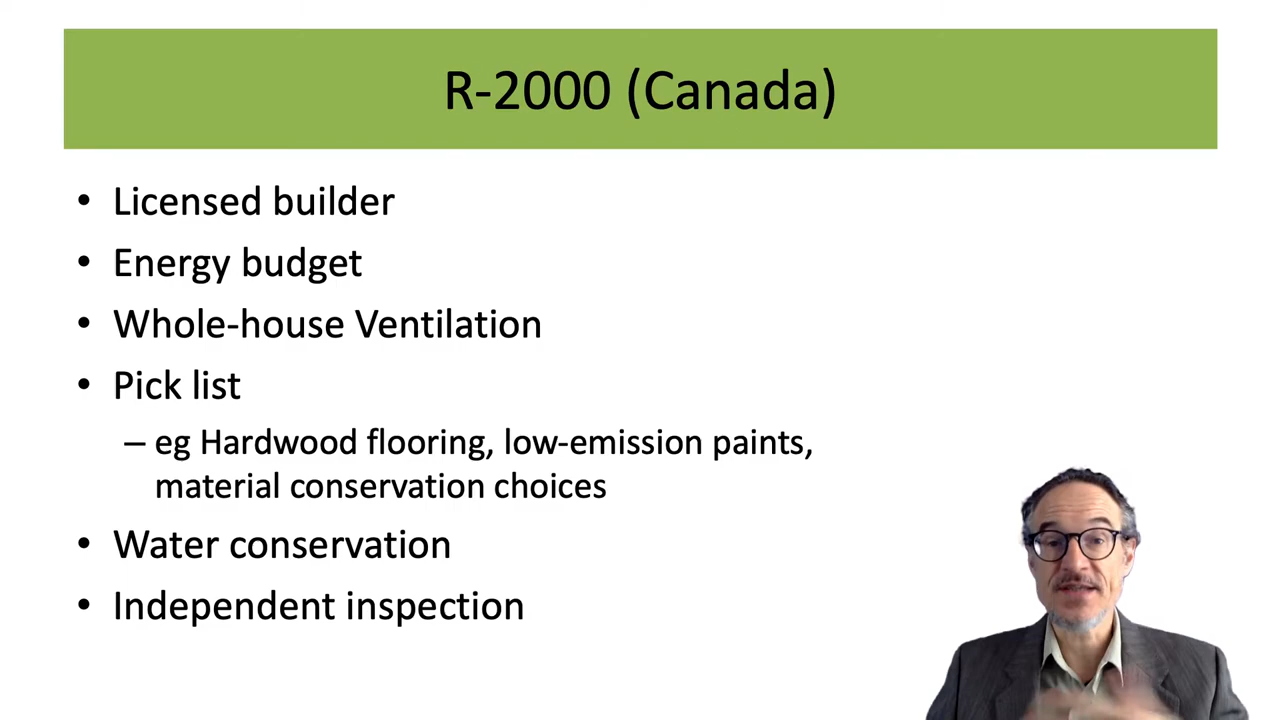 R-2000 (Canada)
• Licensed builder
• Energy budget
• Whole-house Ventilation
• Pick list
– eg Hardwood flooring, low-emission paints,
material conservation choices
• Water conservation
• Independent inspection